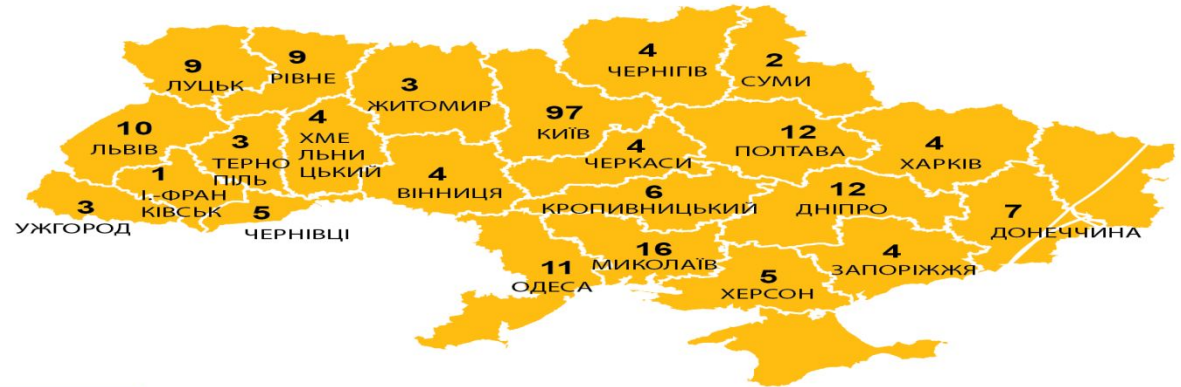 9
ЛУЦЬК
9
РІВНЕ
3
ЖИТОМИР
97
КИЇВ
4
ЧЕРНІГІВ
2
СУМИ
10
ЛЬВІВ
3
ТЕРНО
ПІЛЬ
4
ХМЕ
ЛЬНИ
ЦЬКИЙ
4
ВІННИЦЯ
4
ЧЕРКАСИ
12
ПОЛТАВА
4
ХАРКІВ
3
УЖГОРОД
1
І.-ФРАН
КІВСЬК
5
ЧЕРНІВЦІ
6
КРОПИВНИЦЬКИЙ
12
ДНІПРО
7
ДОНЕЧЧИНА
11
ОДЕСА
16
МИКОЛАЇВ
5
ХЕРСОН
4
ЗАПОРІЖЖЯ